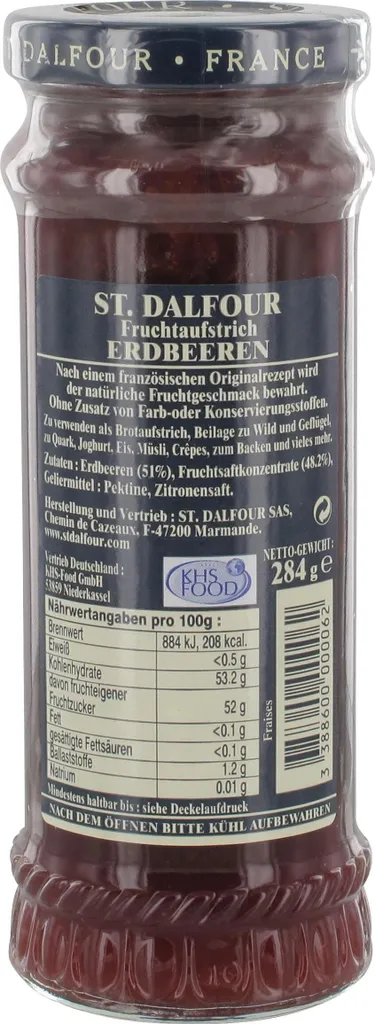 DALFOUR • FRANCE
ST. DALFOUR
Fruchtaufstrich
ERDBEEREN
Nach einem französischen Originalrezept wird
der natürliche Fruchtgeschmack bewahrt.
Ohne Zusatz von Farb-oder Konservierungsstoffen.
Zu verwenden als Brotaufstrich, Beilage zu Wild und Geflügel,
zu Quark, Joghurt, Eis, Müsli, Crêpes, zum Backen und vieles mehr.
Zutaten : Erdbeeren (51%), Fruchtsaftkonzentrate (48.2%),
Geliermittel : Pektine, Zitronensaft.
Herstellung und Vertrieb : ST. DALFOUR SAS,
Chemin de Cazeaux, F-47200 Marmande.
www.stdalfour.com
Vertrieb Deutschland :
KHS-Food GmbH
53859 Niederkassel
KHS
FOOD
NETTO-GEWICHT:
284 g e
Nährwertangaben pro 100g :
Brennwert 884 kJ, 208 kcal.
Eiweiß <0.5 g
Kohlenhydrate 53.2 g
davon fruchteigener
Fruchtzucker 52 g
Fett <0.1 g
gesättigte Fettsäuren <0.1 g
Ballaststoffe 1.2 g
Natrium 0.01 g
Fraises
3 388600 000062
Mindestens haltbar bis : siehe Deckelaufdruck
NACH DEM ÖFFNEN BITTE KÜHL AUFBEWAHREN